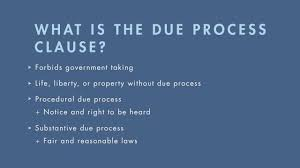 WHAT IS THE DUE PROCESS
CLAUSE?
▸ Forbids government taking
▸ Life, liberty, or property without due process
▸ Procedural due process
+ Notice and right to be heard
▸ Substantive due process
+ Fair and reasonable laws